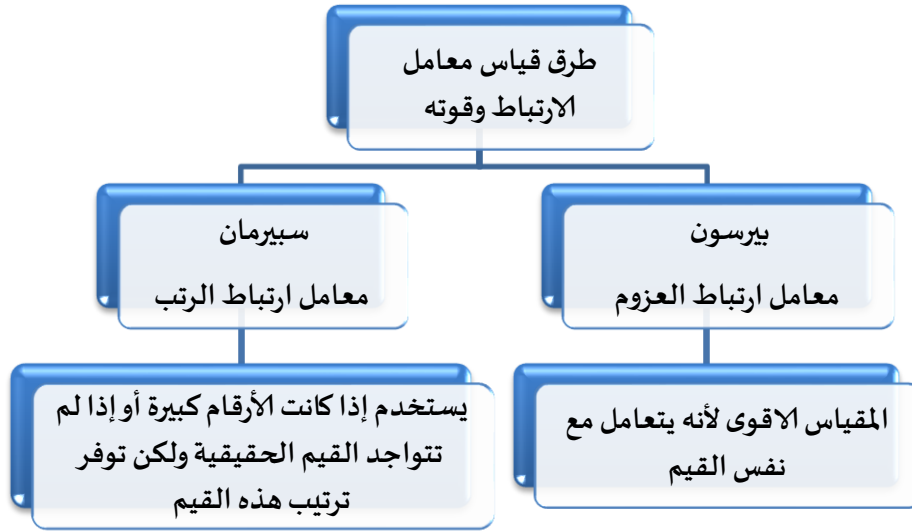 طرق قياس معامل
الارتباط وقوته
بيرسون
معامل ارتباط العزوم
سبيرمان
معامل ارتباط الرتب
المقياس الاقوى لأنه يتعامل مع
نفس القيم
يستخدم إذا كانت الأرقام كبيرة أو إذا لم
تتواجد القيم الحقيقية ولكن توفر
ترتيب هذه القيم